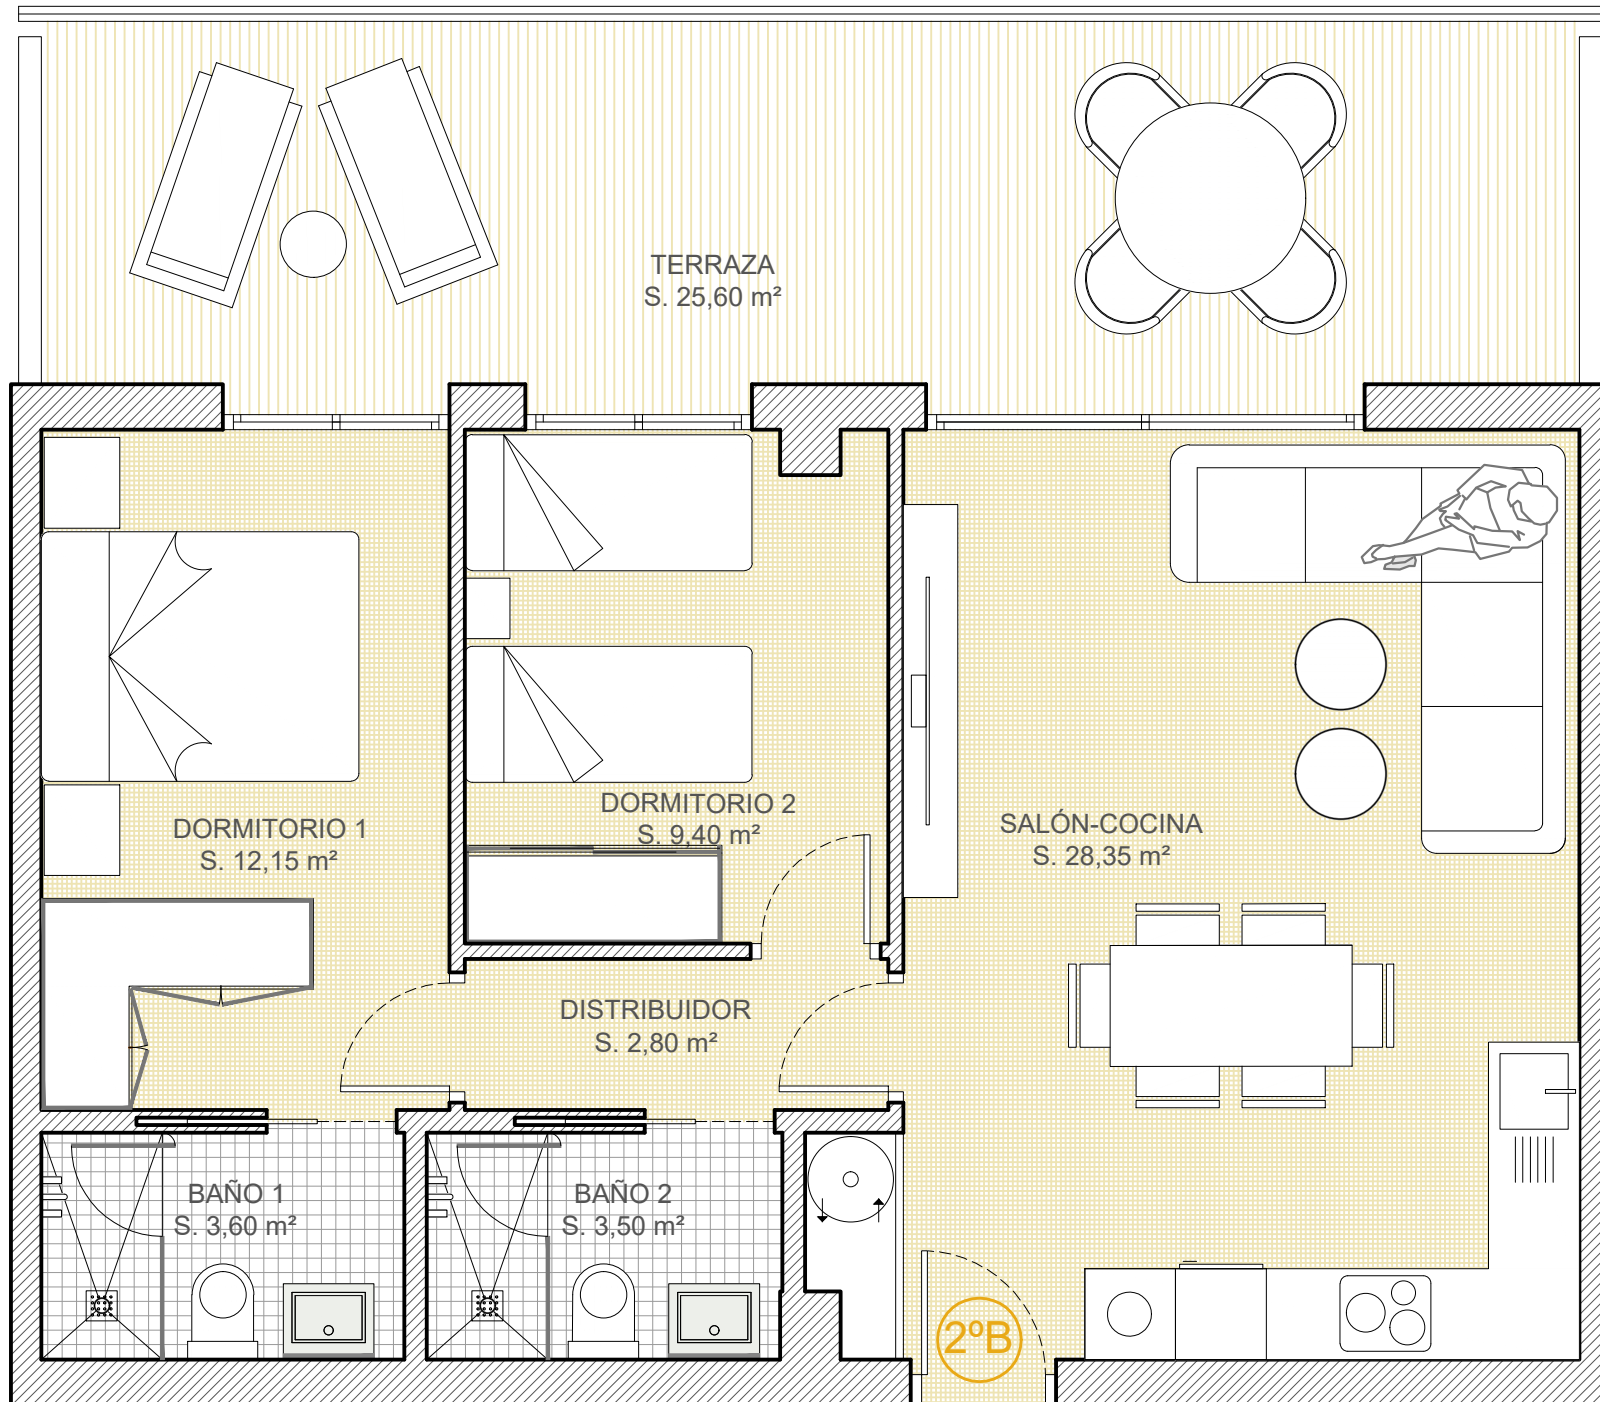 TERRAZA
S. 25,60 m²
DORMITORIO 1
S. 12,15 m²
DORMITORIO 2
S. 9,40 m²
SALÓN-COCINA
S. 28,35 m²
DISTRIBUIDOR
S. 2,80 m²
BAÑO 1
S. 3,60 m²
BAÑO 2
S. 3,50 m²
2ºB